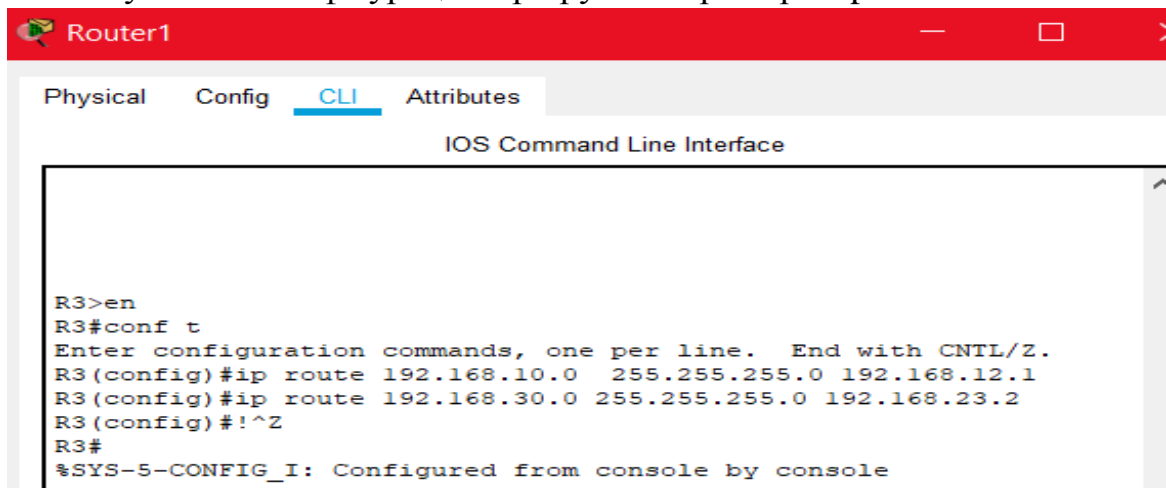 Router1
Physical Config CLI Attributes
IOS Command Line Interface
R3>en
R3#conf t
Enter configuration commands, one per line.  End with CNTL/Z.
R3(config)#ip route 192.168.10.0  255.255.255.0 192.168.12.1
R3(config)#ip route 192.168.30.0 255.255.255.0 192.168.23.2
R3(config)#!^Z
R3#
%SYS-5-CONFIG_I: Configured from console by console